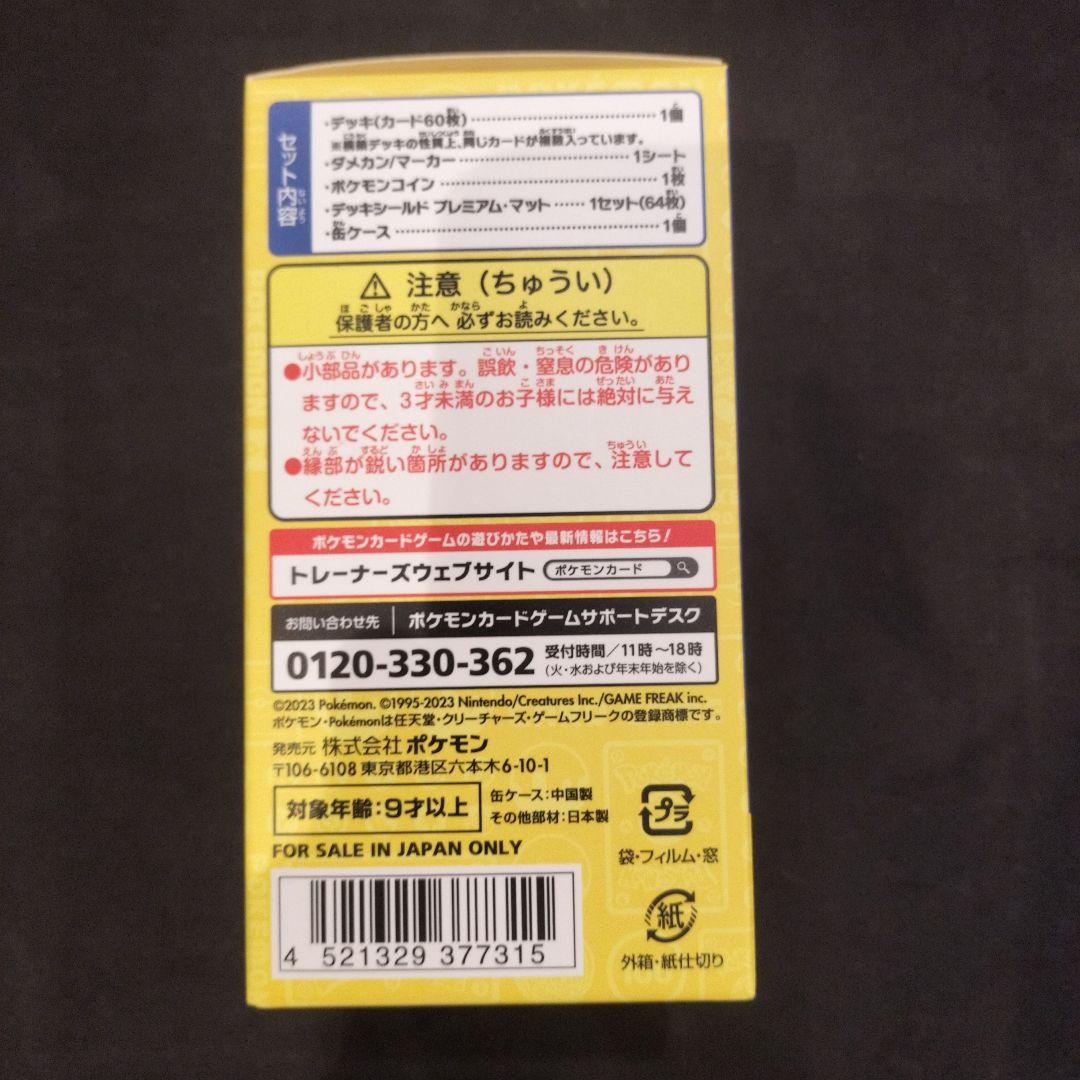 セット内容
・デッキ(カード60枚) 1個
※構築デッキの性質上、同じカードが複数入っています。
・ダメカン/マーカー 1シート
・ポケモンコイン 1枚
・デッキシールド プレミアム・マット 1セット(64枚)
・缶ケース 1個
⚠ 注意(ちゅうい)
保護者の方へ 必ずお読みください。
●小部品があります。誤飲・窒息の危険があり
ますので、3才未満のお子様には絶対に与え
ないでください。
●縁部が鋭い箇所がありますので、注意して
ください。
ポケモンカードゲームの遊びかたや最新情報はこちら!
トレーナーズウェブサイト ポケモンカード
お問い合わせ先 ポケモンカードゲームサポートデスク
0120-330-362 受付時間/11時~18時
(火・水および年末年始を除く)
©2023 Pokémon. ©1995-2023 Nintendo/Creatures Inc./GAME FREAK inc.
ポケモン・Pokémonは任天堂・クリーチャーズ・ゲームフリークの登録商標です。
発売元 株式会社ポケモン
〒106-6108 東京都港区六本木6-10-1
対象年齢:9才以上
缶ケース:中国製
その他部材:日本製
FOR SALE IN JAPAN ONLY
4 521329 377315
プラ
袋・フィルム・窓
紙
外箱・紙仕切り